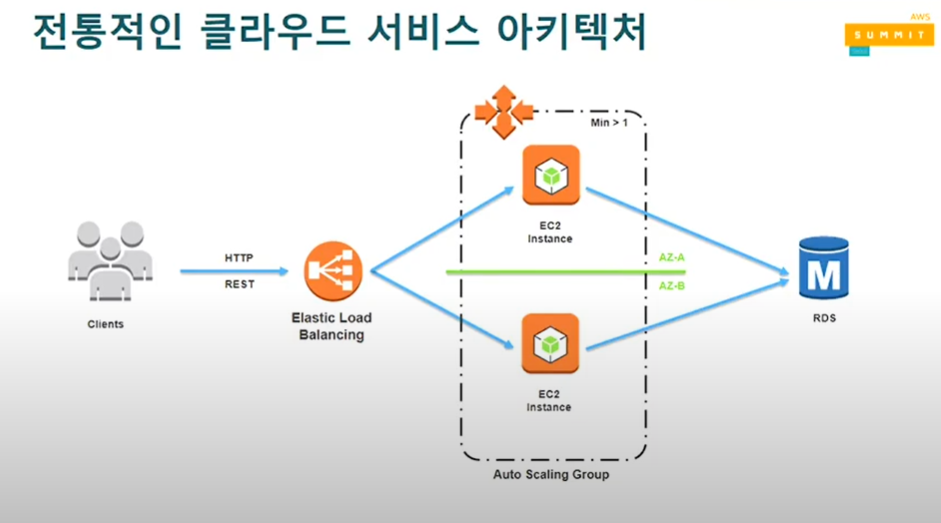 전통적인 클라우드 서비스 아키텍처
AWS
SUMMIT
Min > 1
EC2
Instance
HTTP
REST
AZ-A
AZ-B
M
Clients
Elastic Load
Balancing
RDS
EC2
Instance
Auto Scaling Group